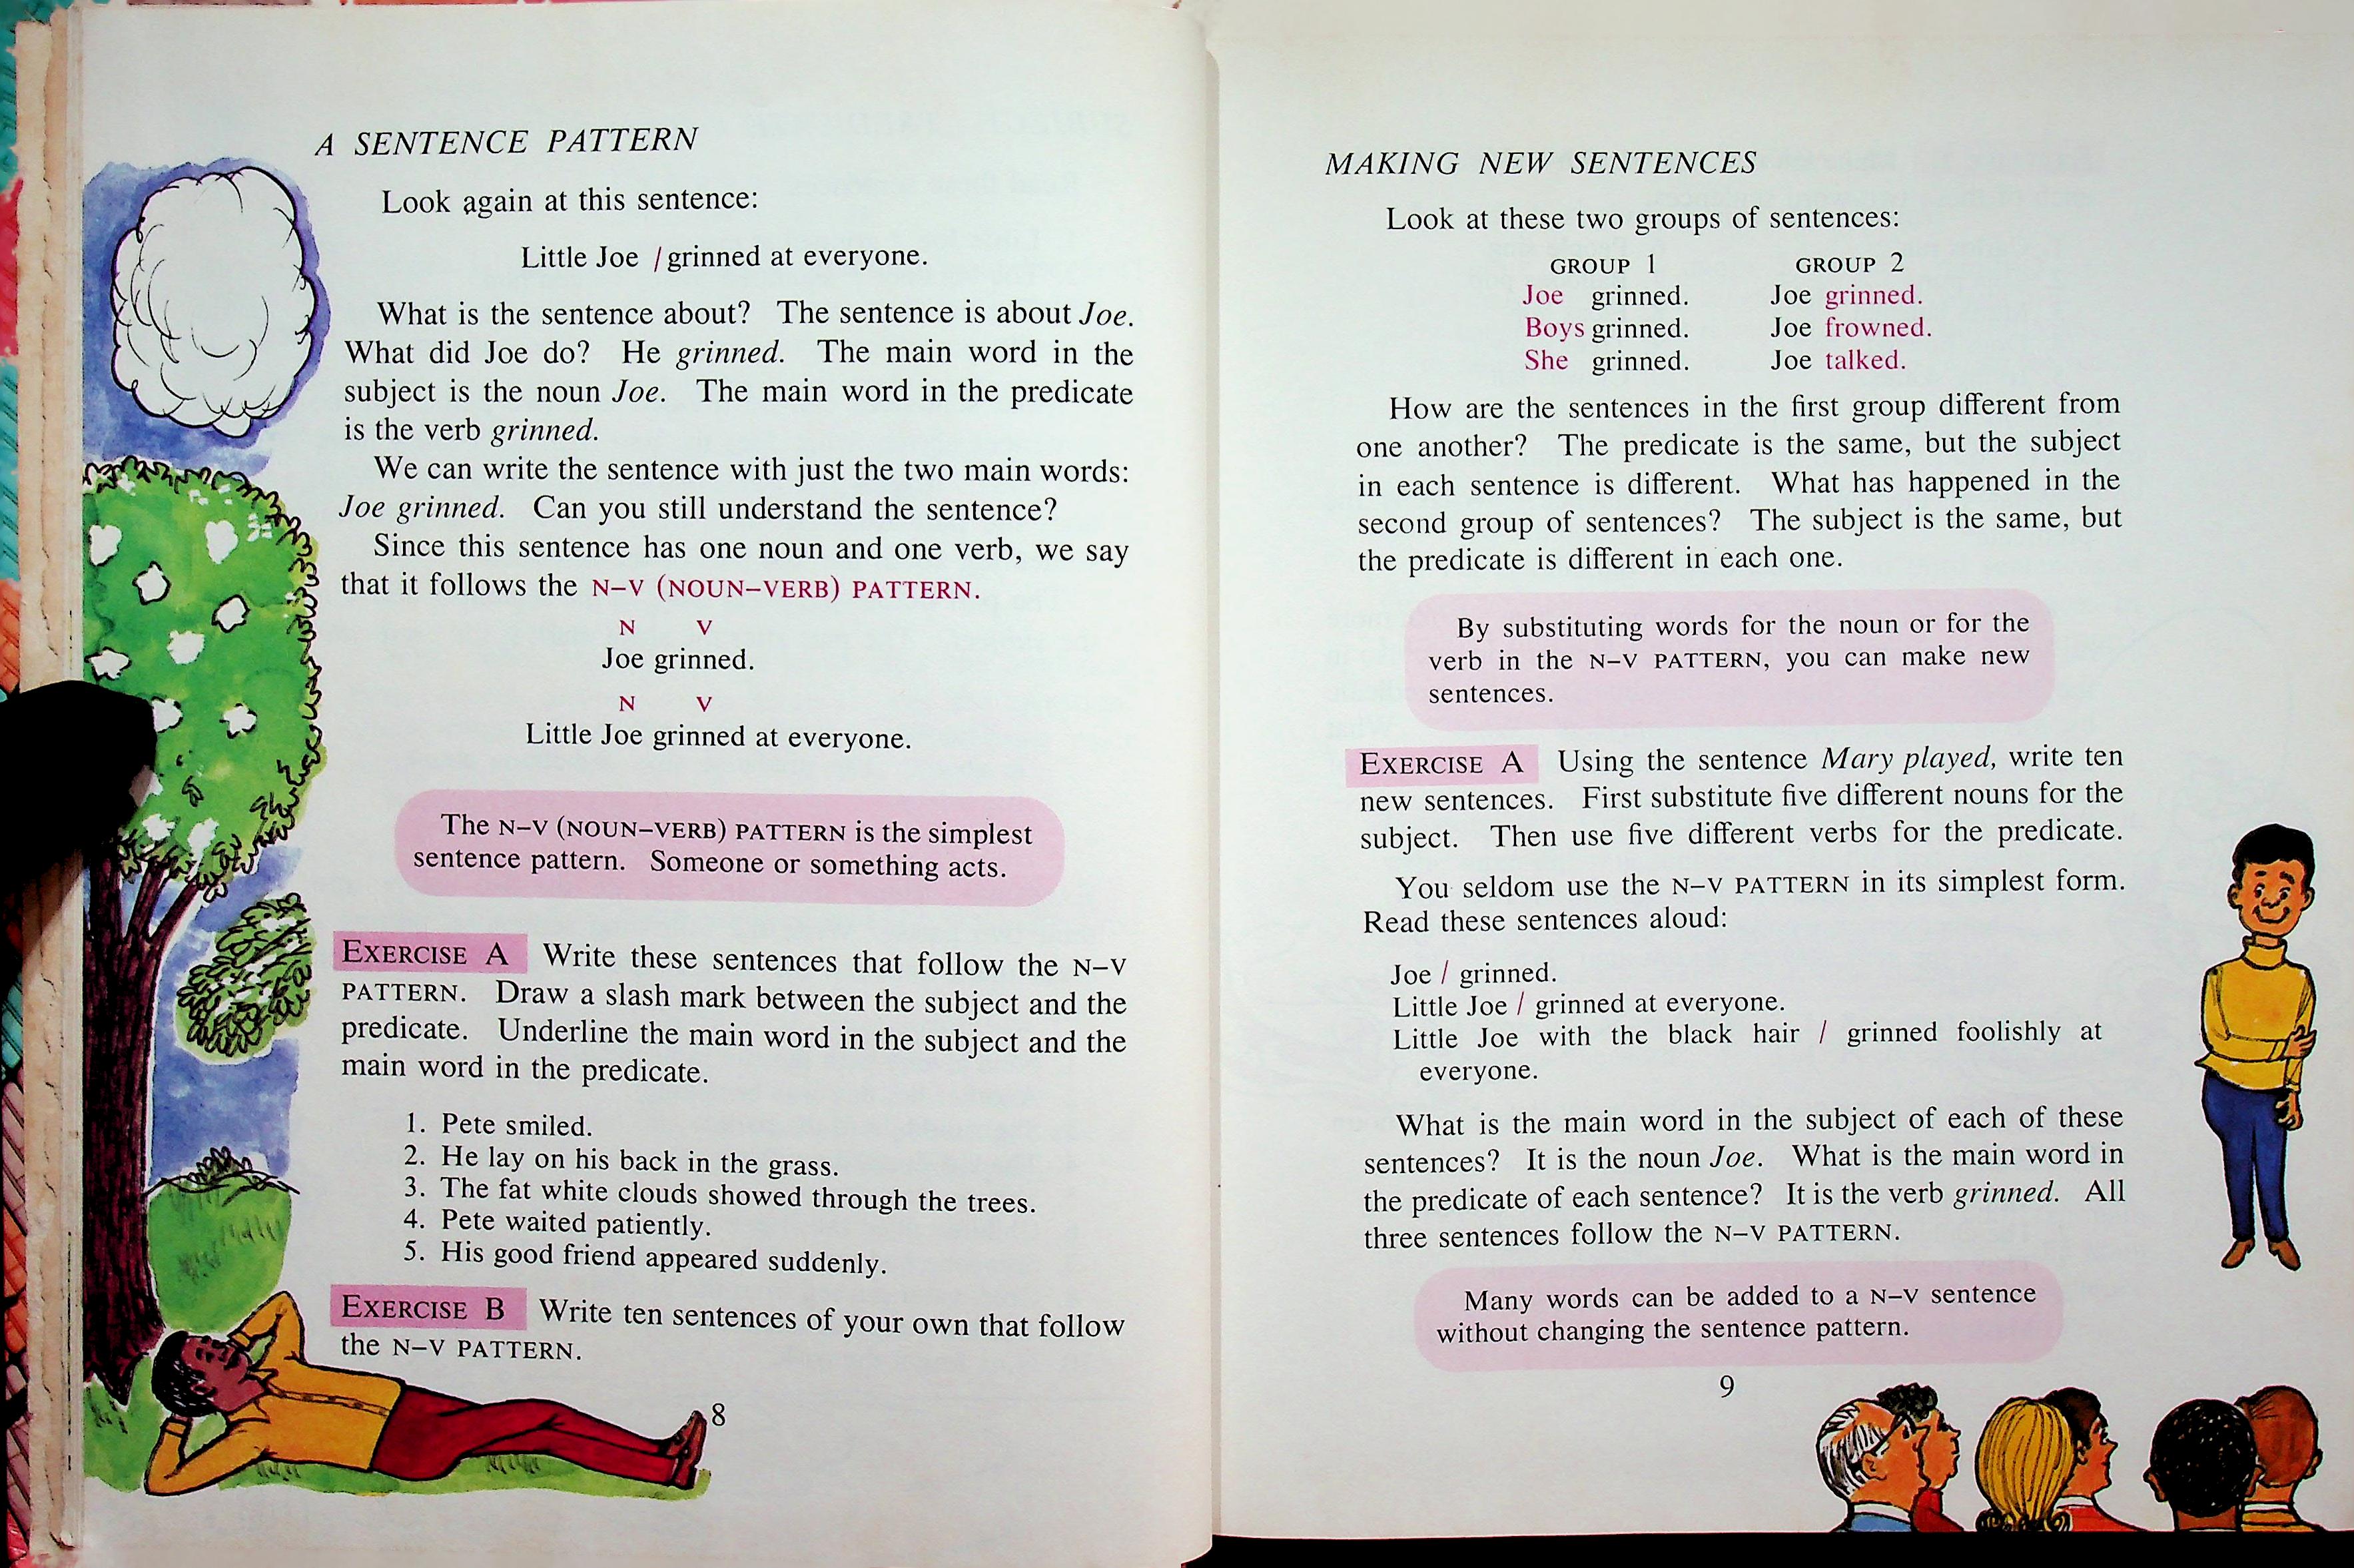 A SENTENCE PATTERN
Look again at this sentence:
Little Joe / grinned at everyone.
What is the sentence about? The sentence is about Joe.
What did Joe do? He grinned. The main word in the
subject is the noun Joe. The main word in the predicate
is the verb grinned.
We can write the sentence with just the two main words:
Joe grinned. Can you still understand the sentence?
Since this sentence has one noun and one verb, we say
that it follows the N–V (NOUN–VERB) PATTERN.
N V
Joe grinned.
N V
Little Joe grinned at everyone.
The N–V (NOUN–VERB) PATTERN is the simplest
sentence pattern. Someone or something acts.
EXERCISE A Write these sentences that follow the N–V
PATTERN. Draw a slash mark between the subject and the
predicate. Underline the main word in the subject and the
main word in the predicate.
1. Pete smiled.
2. He lay on his back in the grass.
3. The fat white clouds showed through the trees.
4. Pete waited patiently.
5. His good friend appeared suddenly.
EXERCISE B Write ten sentences of your own that follow
the N–V PATTERN.
8
MAKING NEW SENTENCES
Look at these two groups of sentences:
GROUP 1 GROUP 2
Joe grinned. Joe grinned.
Boys grinned. Joe frowned.
She grinned. Joe talked.
How are the sentences in the first group different from
one another? The predicate is the same, but the subject
in each sentence is different. What has happened in the
second group of sentences? The subject is the same, but
the predicate is different in each one.
By substituting words for the noun or for the
verb in the N–V PATTERN, you can make new
sentences.
EXERCISE A Using the sentence Mary played, write ten
new sentences. First substitute five different nouns for the
subject. Then use five different verbs for the predicate.
You seldom use the N–V PATTERN in its simplest form.
Read these sentences aloud:
Joe / grinned.
Little Joe / grinned at everyone.
Little Joe with the black hair / grinned foolishly at
everyone.
What is the main word in the subject of each of these
sentences? It is the noun Joe. What is the main word in
the predicate of each sentence? It is the verb grinned. All
three sentences follow the N–V PATTERN.
Many words can be added to a N–V sentence
without changing the sentence pattern.
9